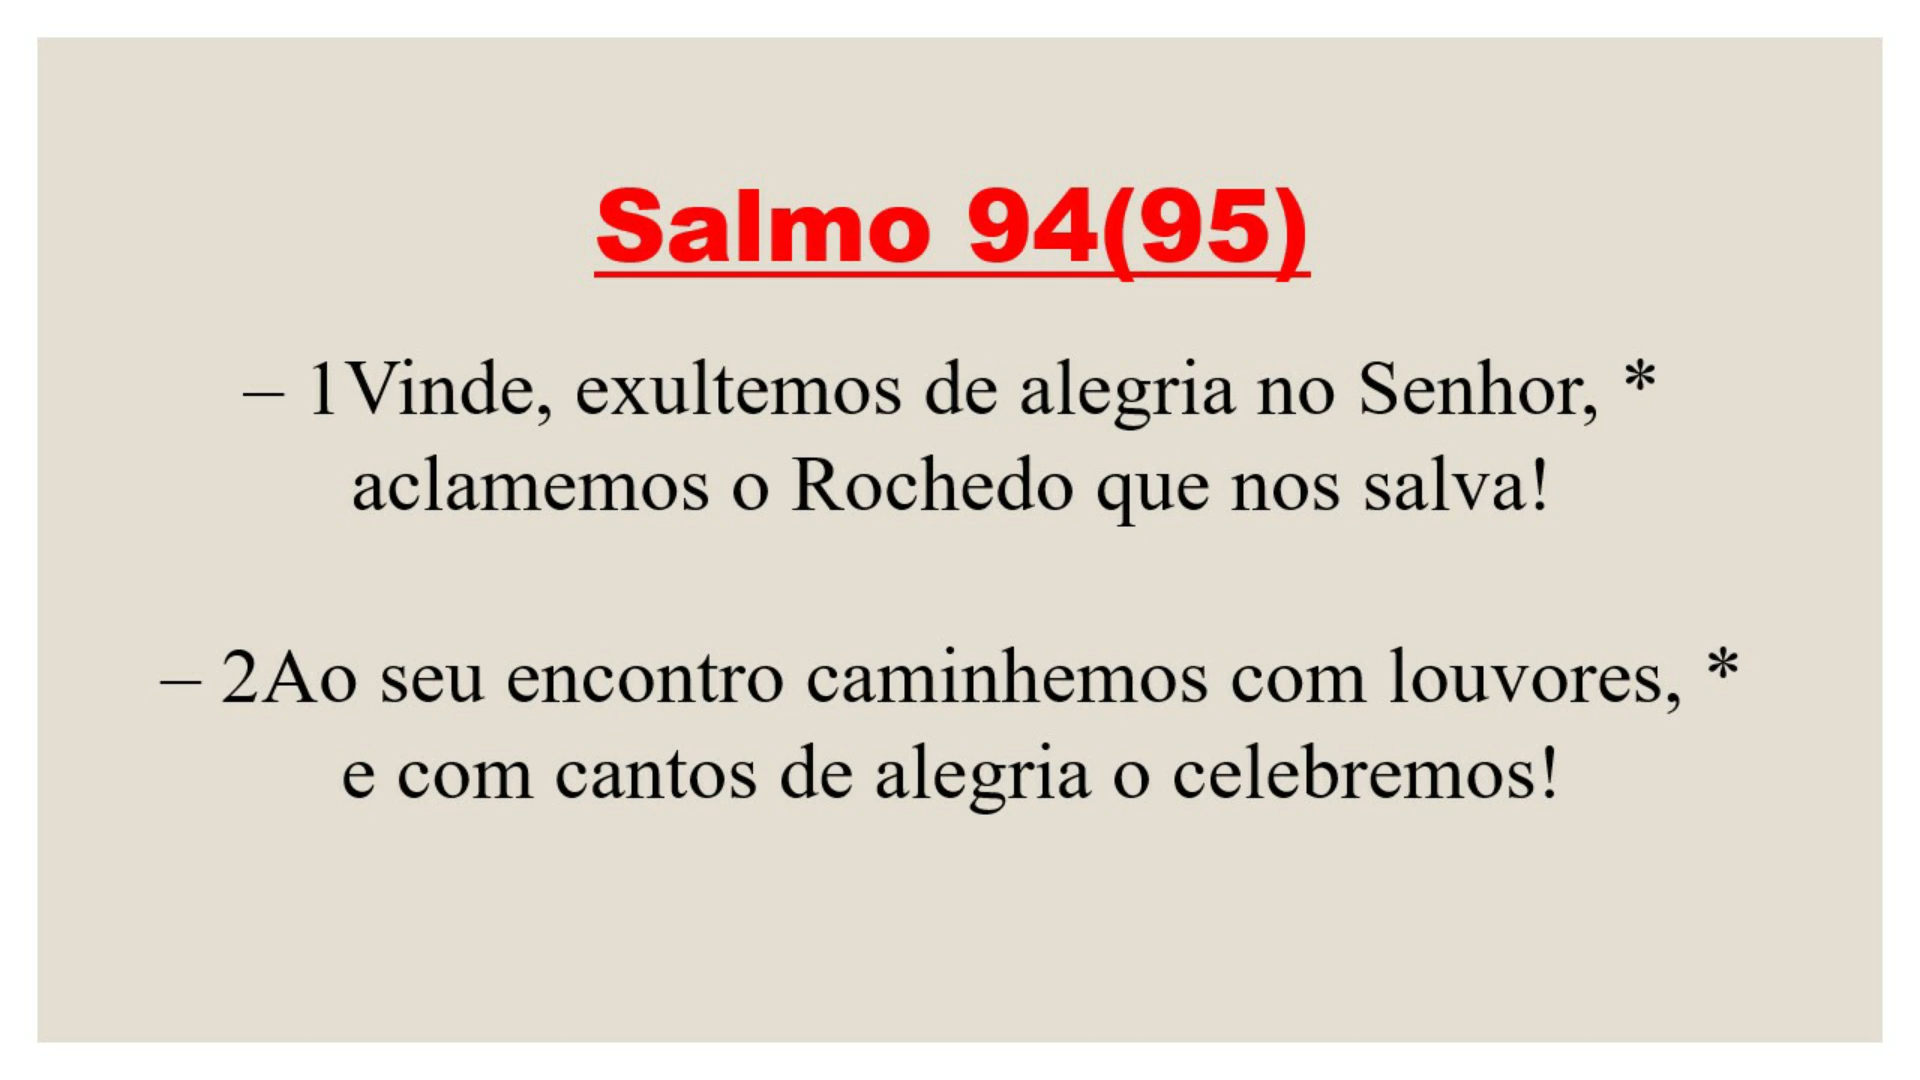 Salmo 94(95)
– 1Vinde, exultemos de alegria no Senhor, *
aclamemos o Rochedo que nos salva!
– 2Ao seu encontro caminhemos com louvores, *
e com cantos de alegria o celebremos!